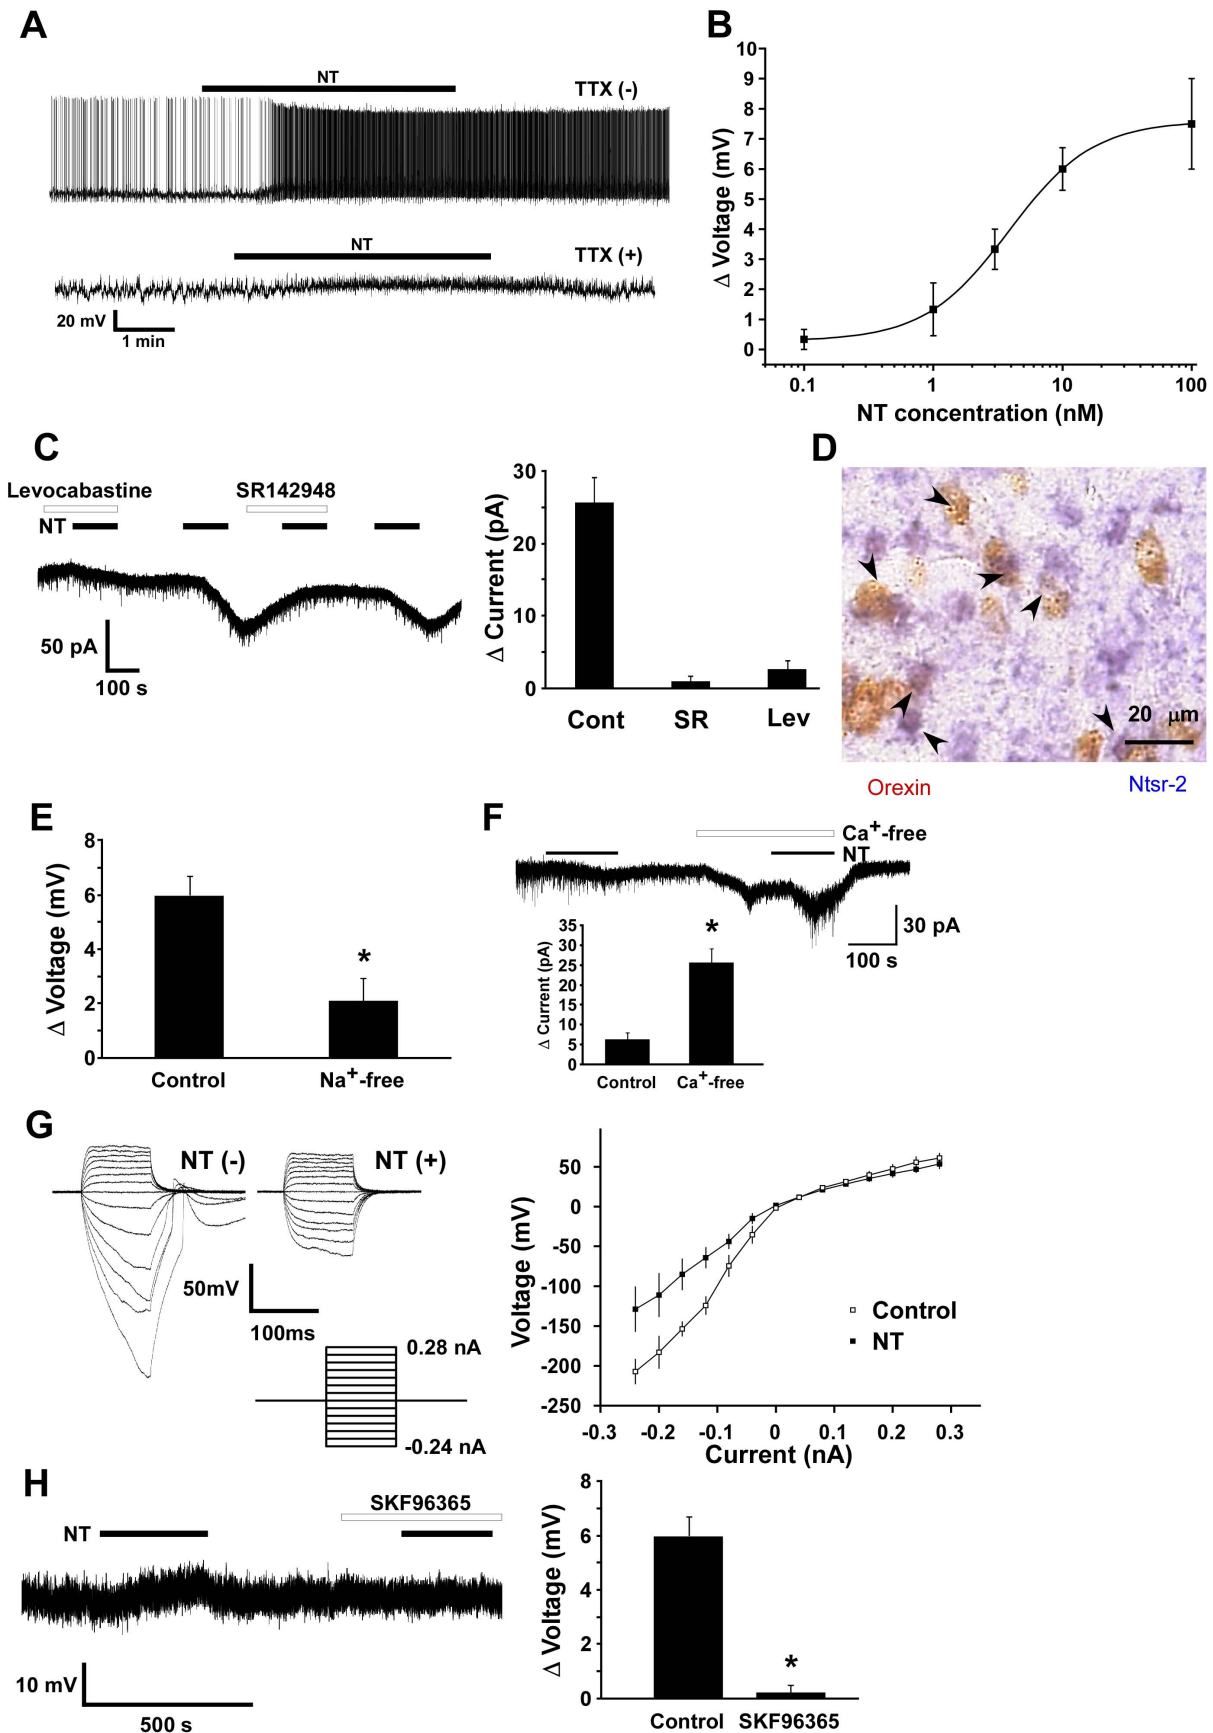 A
NT
TTX (-)
NT
TTX (+)
20 mV
1 min
B
Δ Voltage (mV)
10
9
8
7
6
5
4
3
2
1
0
0.1 1 10 100
NT concentration (nM)
C
Levocabastine SR142948
NT
50 pA
100 s
Δ Current (pA)
30
20
10
0
Cont SR Lev
D
20 μm
Orexin Ntsr-2
E
Δ Voltage (mV)
8
6
4
2
0
Control Na+-free
F
Ca+-free
NT
30 pA
100 s
Δ Current (pA)
35
30
25
20
15
10
5
0
*
Control Ca+-free
*
G
NT (-) NT (+)
50mV
100ms
0.28 nA
-0.24 nA
Voltage (mV)
50
0
-50
-100
-150
-200
-250
Control
NT
-0.3 -0.2 -0.1 0 0.1 0.2 0.3
Current (nA)
H
SKF96365
NT
10 mV
500 s
Δ Voltage (mV)
8
6
4
2
0
*
Control SKF96365